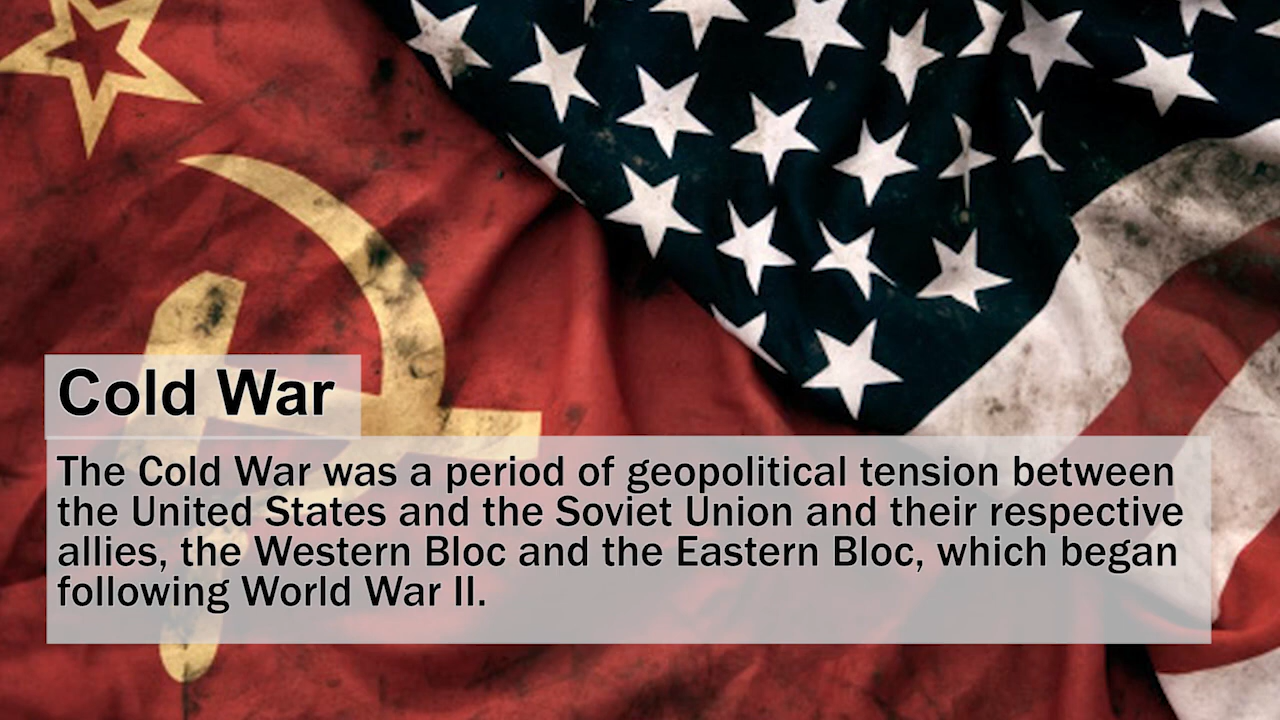 Cold War
The Cold War was a period of geopolitical tension between
the United States and the Soviet Union and their respective
allies, the Western Bloc and the Eastern Bloc, which began
following World War II.